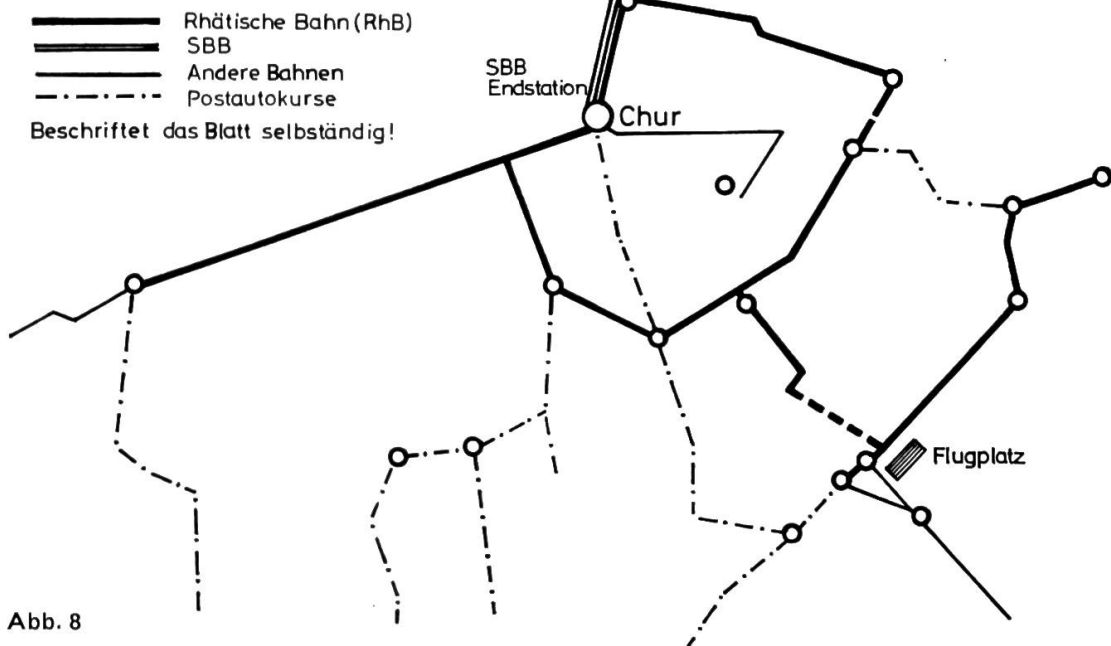 Rhätische Bahn (RhB)
SBB
Andere Bahnen
Postautokurse
Beschriftet das Blatt selbständig!
SBB
Endstation
Chur
Flugplatz
Abb. 8